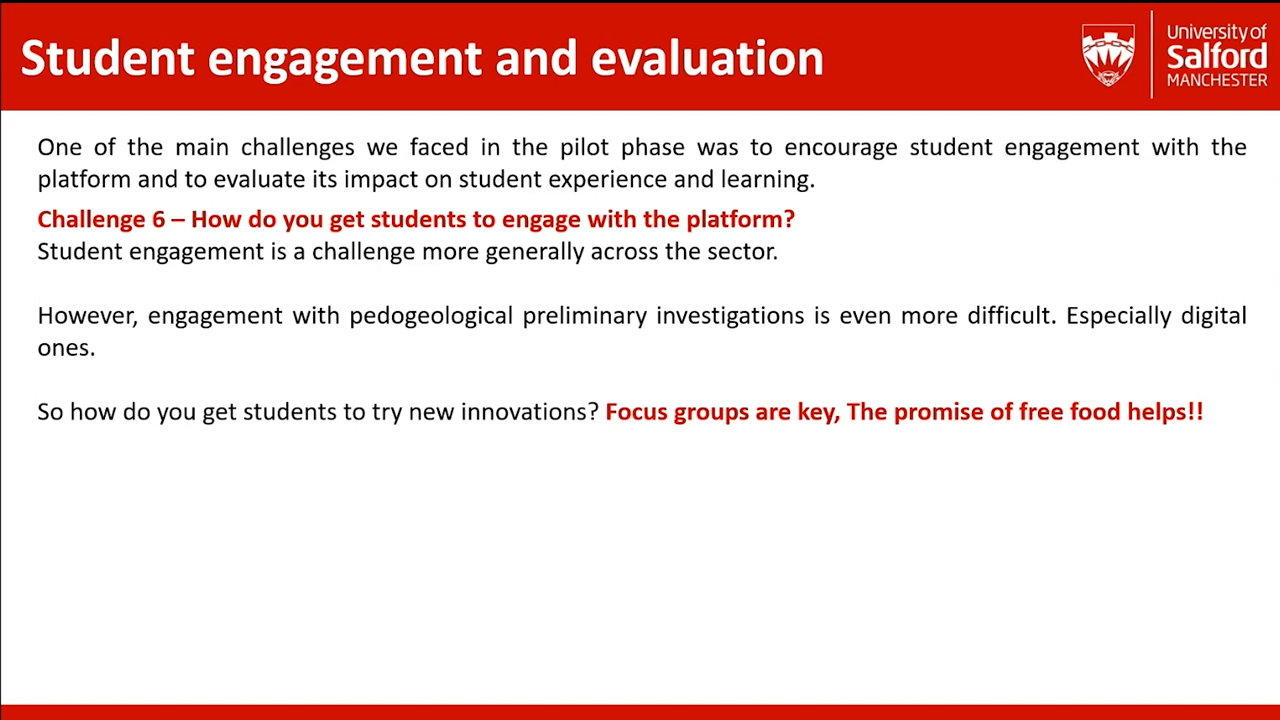 Student engagement and evaluation
University of
Salford
MANCHESTER
One of the main challenges we faced in the pilot phase was to encourage student engagement with the
platform and to evaluate its impact on student experience and learning.
Challenge 6 – How do you get students to engage with the platform?
Student engagement is a challenge more generally across the sector.
However, engagement with pedogeological preliminary investigations is even more difficult. Especially digital
ones.
So how do you get students to try new innovations? Focus groups are key, The promise of free food helps!!